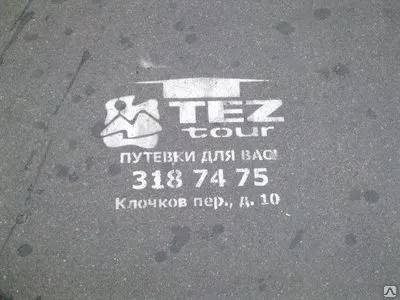 TEZ
tour
ПУТЕВКИ ДЛЯ ВАС!
318 74 75
Клочков пер., д. 10